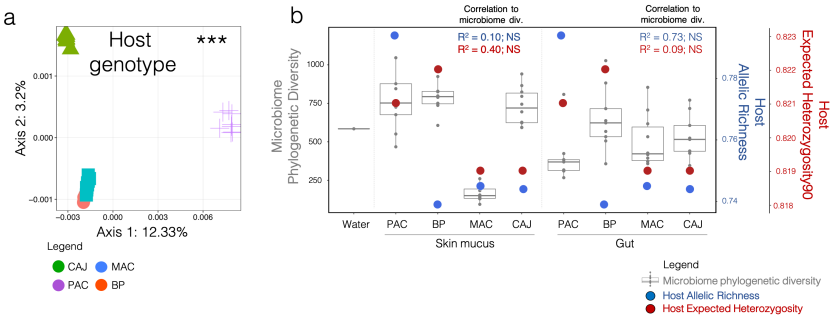 a
Host
genotype
***
Axis 2: 3.2%
0.001
0.000
−0.001
−0.003
0.000
0.003
0.006
Axis 1: 12.33%
Legend
CAJ
MAC
PAC
BP
b
Correlation to
microbiome div.
R² = 0.10; NS
R² = 0.40; NS
Correlation to
microbiome div.
R² = 0.73; NS
R² = 0.09; NS
Microbiome
Phylogenetic Diversity
1000
750
500
250
Water
PAC
BP
MAC
CAJ
PAC
BP
MAC
CAJ
Skin mucus
Gut
0.78
0.76
0.74
Host
Allelic Richness
0.823
0.822
0.821
0.820
0.819
0.818
Host
Expected Heterozygosity90
Legend
Microbiome phylogenetic diversity
Host Allelic Richness
Host Expected Heterozygosity